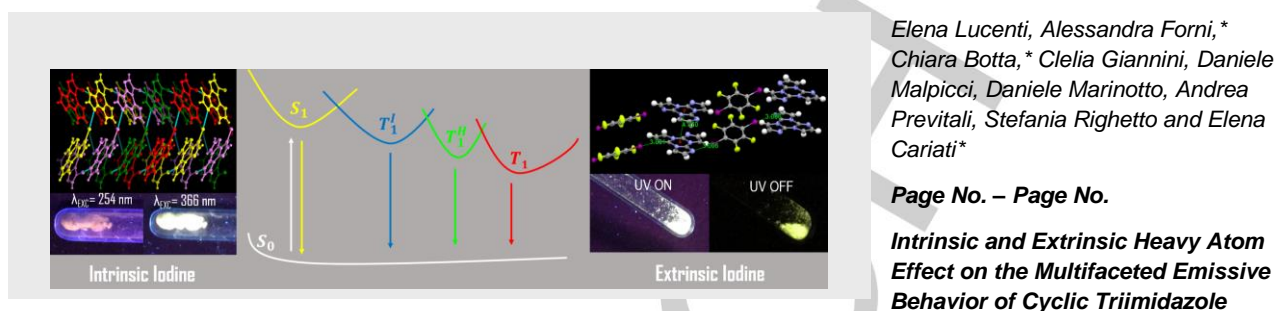 Elena Lucenti, Alessandra Forni,*
Chiara Botta,* Clelia Giannini, Daniele
Malpicci, Daniele Marinotto, Andrea
Previtali, Stefania Righetto and Elena
Cariati*
Page No. – Page No.
Intrinsic and Extrinsic Heavy Atom
Effect on the Multifaceted Emissive
Behavior of Cyclic Triimidazole
S₁
T₁ᴵ
T₁ᴴ
T₁
S₀
λEXC= 254 nm
λEXC= 366 nm
UV ON
UV OFF
Intrinsic Iodine
Extrinsic Iodine